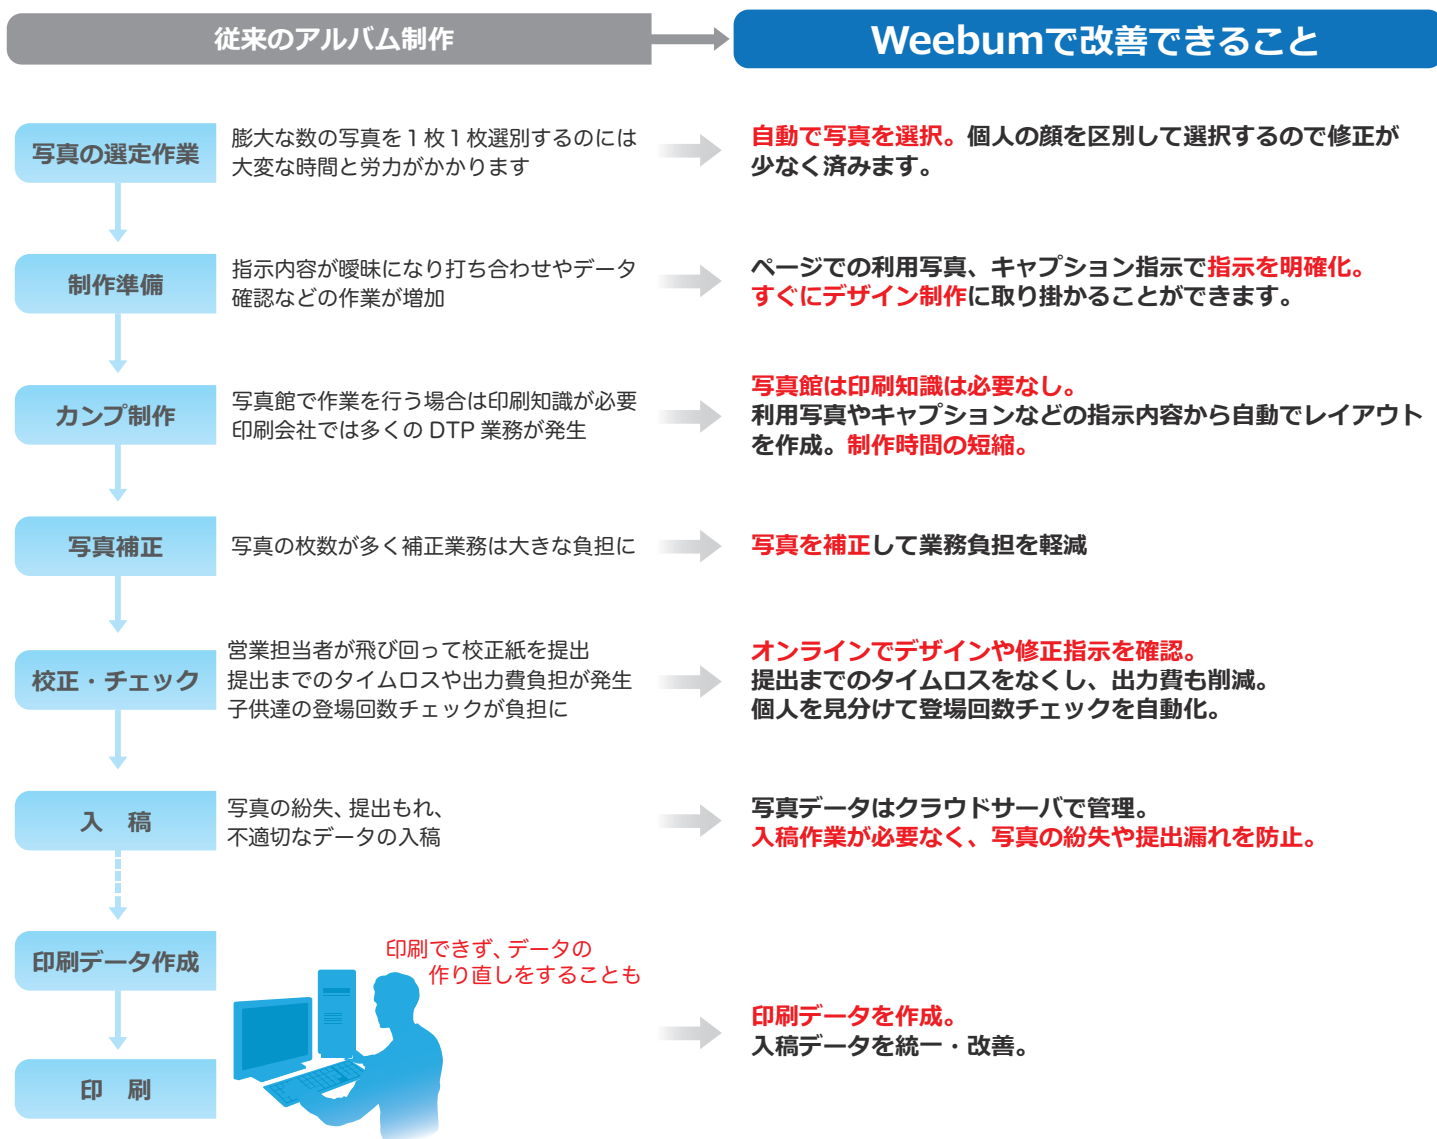 従来のアルバム制作
Weebumで改善できること
写真の選定作業
膨大な数の写真を1枚1枚選別するのには
大変な時間と労力がかかります
自動で写真を選択。個人の顔を区別して選択するので修正が
少なく済みます。
制作準備
指示内容が曖昧になり打ち合わせやデータ
確認などの作業が増加
ページでの利用写真、キャプション指示で指示を明確化。
すぐにデザイン制作に取り掛かることができます。
カンプ制作
写真館で作業を行う場合は印刷知識が必要
印刷会社では多くの DTP 業務が発生
写真館は印刷知識は必要なし。
利用写真やキャプションなどの指示内容から自動でレイアウト
を作成。制作時間の短縮。
写真補正
写真の枚数が多く補正業務は大きな負担に
写真を補正して業務負担を軽減
校正・チェック
営業担当者が飛び回って校正紙を提出
提出までのタイムロスや出力費負担が発生
子供達の登場回数チェックが負担に
オンラインでデザインや修正指示を確認。
提出までのタイムロスをなくし、出力費も削減。
個人を見分けて登場回数チェックを自動化。
入　稿
写真の紛失、提出もれ、
不適切なデータの入稿
写真データはクラウドサーバで管理。
入稿作業が必要なく、写真の紛失や提出漏れを防止。
印刷データ作成
印刷できず、データの
作り直しをすることも
印刷データを作成。
入稿データを統一・改善。
印　刷